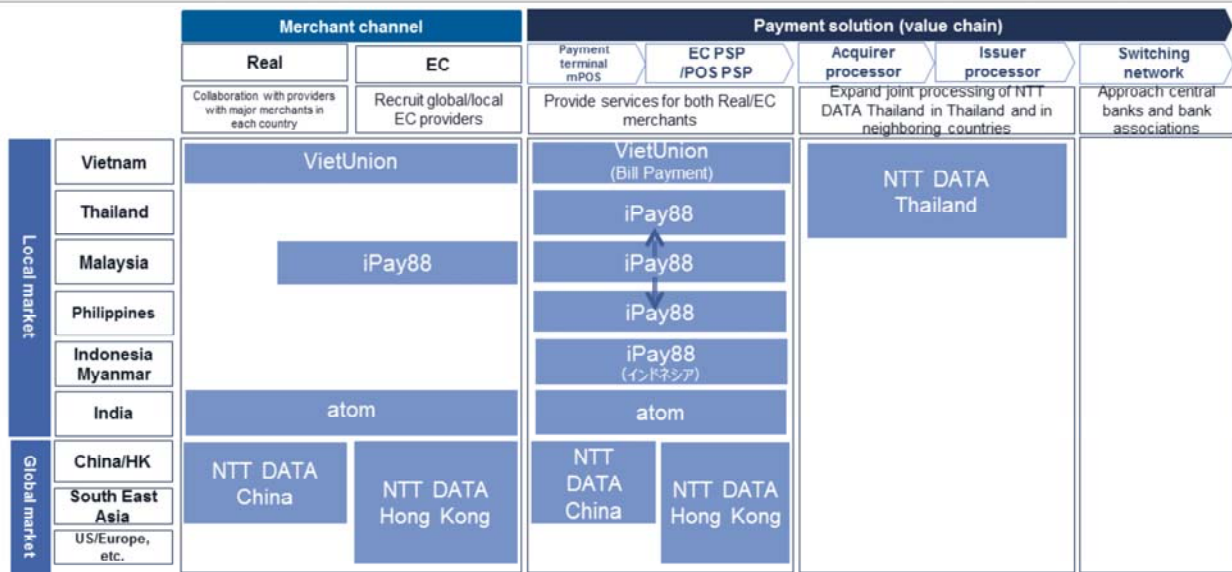 Merchant channel
Payment solution (value chain)
Real
EC
Payment
terminal
mPOS
EC PSP
/POS PSP
Acquirer
processor
Issuer
processor
Switching
network
Collaboration with providers
with major merchants in
each country
Recruit global/local
EC providers
Provide services for both Real/EC
merchants
Expand joint processing of NTT
DATA Thailand in Thailand and in
neighboring countries
Approach central
banks and bank
associations
Local market
Vietnam
VietUnion
VietUnion
(Bill Payment)
NTT DATA
Thailand
Thailand
iPay88
Malaysia
iPay88
iPay88
Philippines
iPay88
Indonesia
Myanmar
iPay88
(インドネシア)
India
atom
atom
Global market
China/HK
South East
Asia
US/Europe,
etc.
NTT DATA
China
NTT DATA
Hong Kong
NTT
DATA
China
NTT DATA
Hong Kong